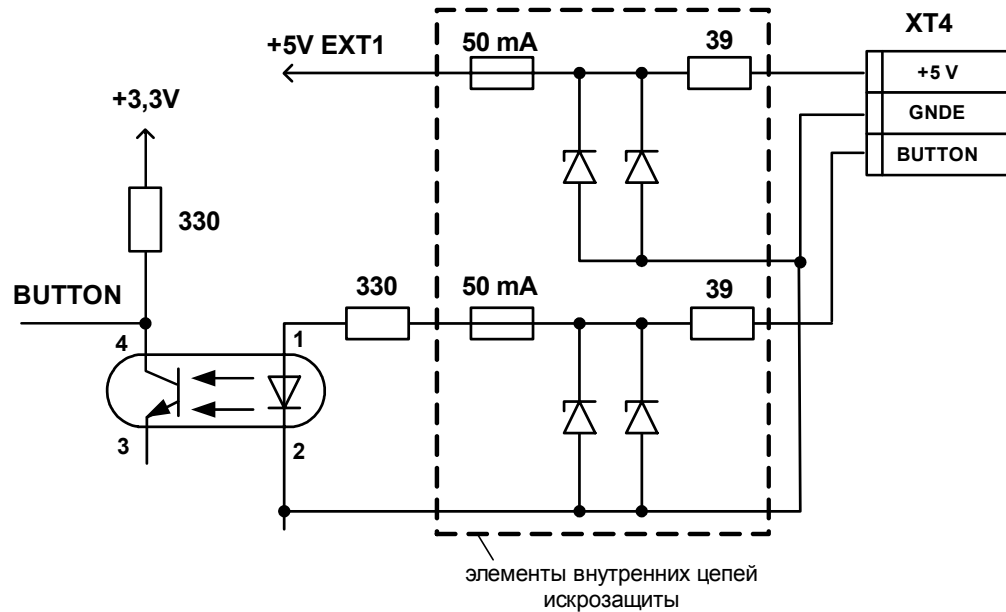 XT4
+5V EXT1
50 mA
39
+5 V
GNDE
BUTTON
+3,3V
330
BUTTON
330
50 mA
39
4
1
3
2
элементы внутренних цепей
искрозащиты